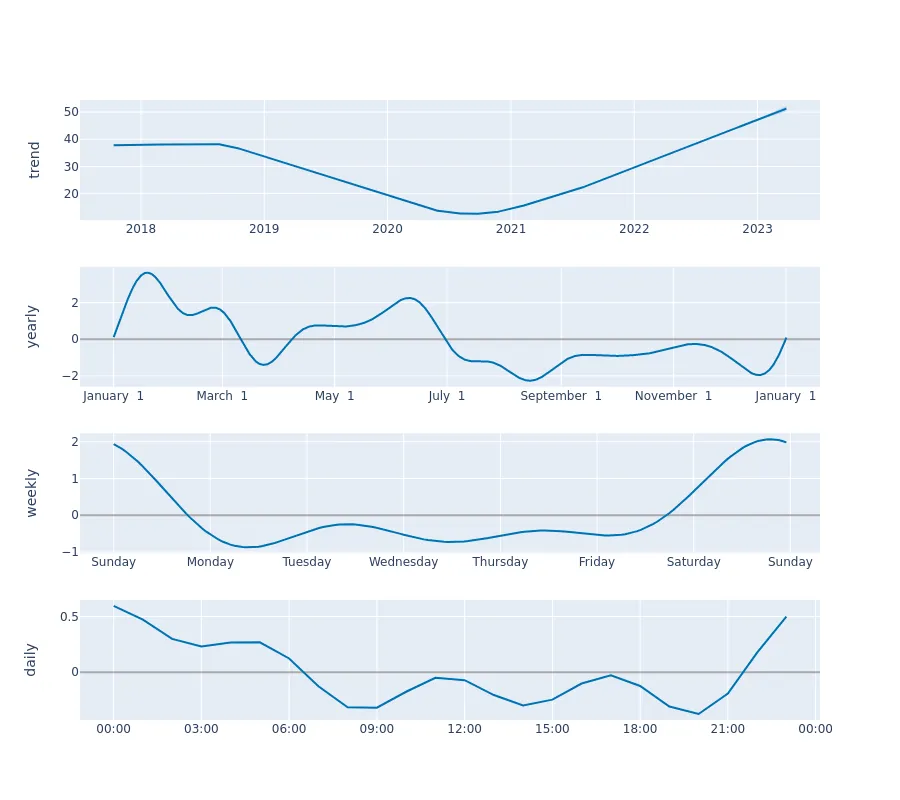 trend
50
40
30
20
2018 2019 2020 2021 2022 2023
yearly
2
0
−2
January 1 March 1 May 1 July 1 September 1 November 1 January 1
weekly
2
1
0
−1
Sunday Monday Tuesday Wednesday Thursday Friday Saturday Sunday
daily
0.5
0
00:00 03:00 06:00 09:00 12:00 15:00 18:00 21:00 00:00